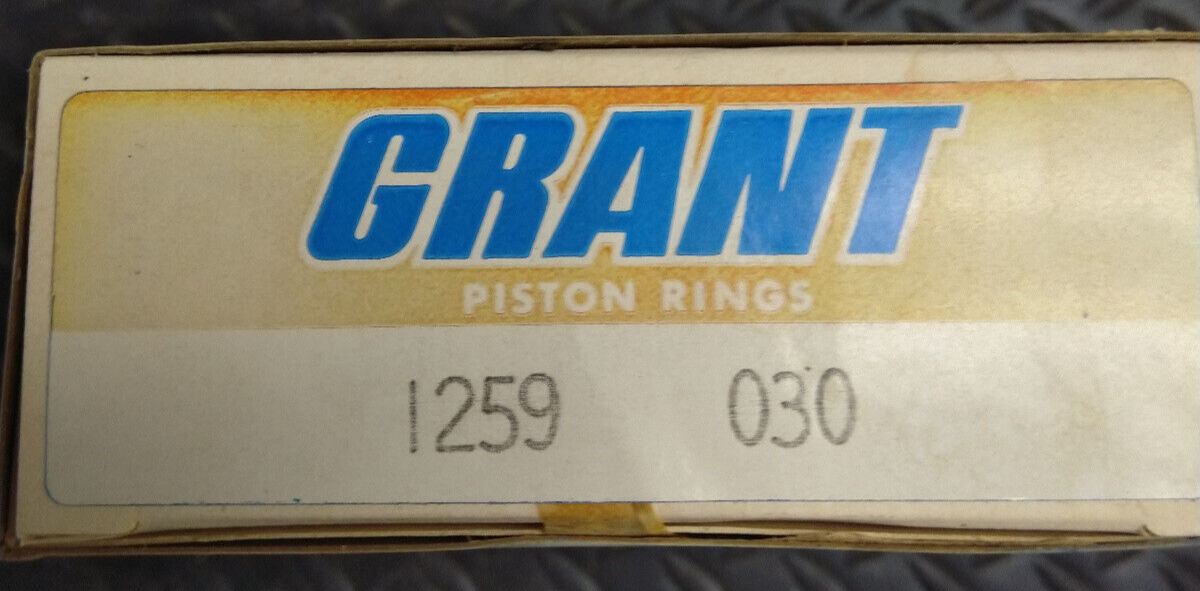 GRANT
PISTON RINGS
1259 030